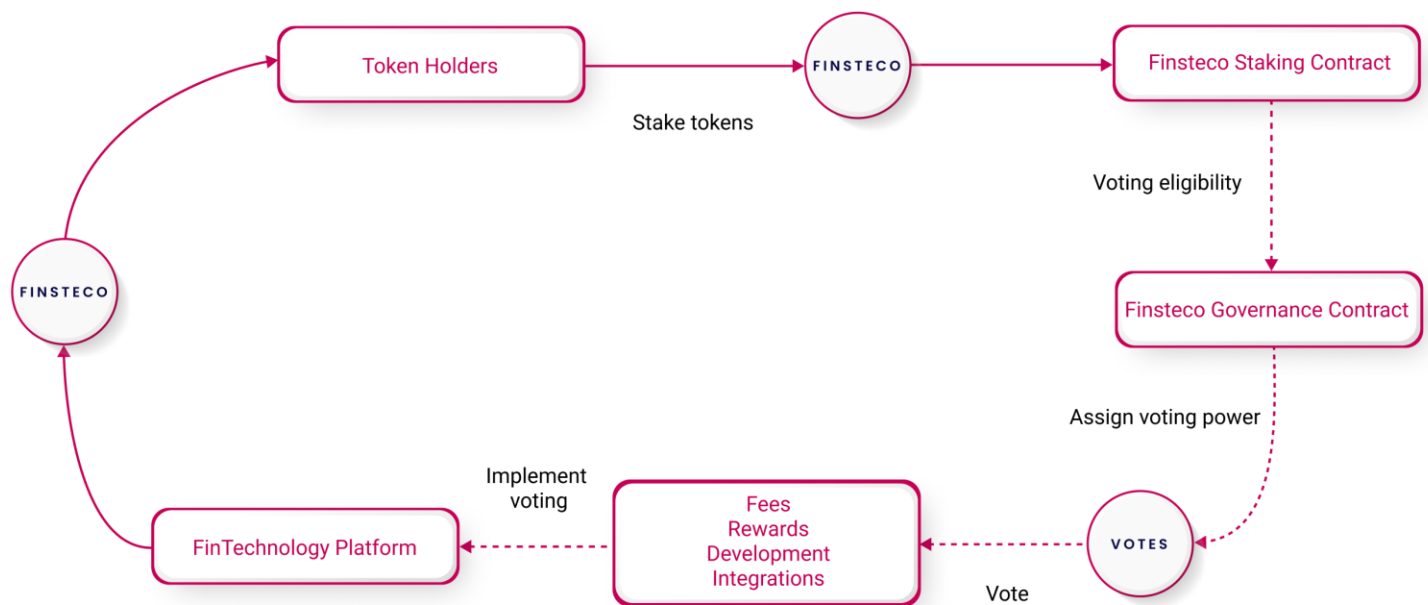 Token Holders
FINSTECO
Finsteco Staking Contract
Stake tokens
Voting eligibility
FINSTECO
Finsteco Governance Contract
Assign voting power
Implement
voting
Fees
Rewards
Development
Integrations
FinTechnology Platform
VOTES
Vote